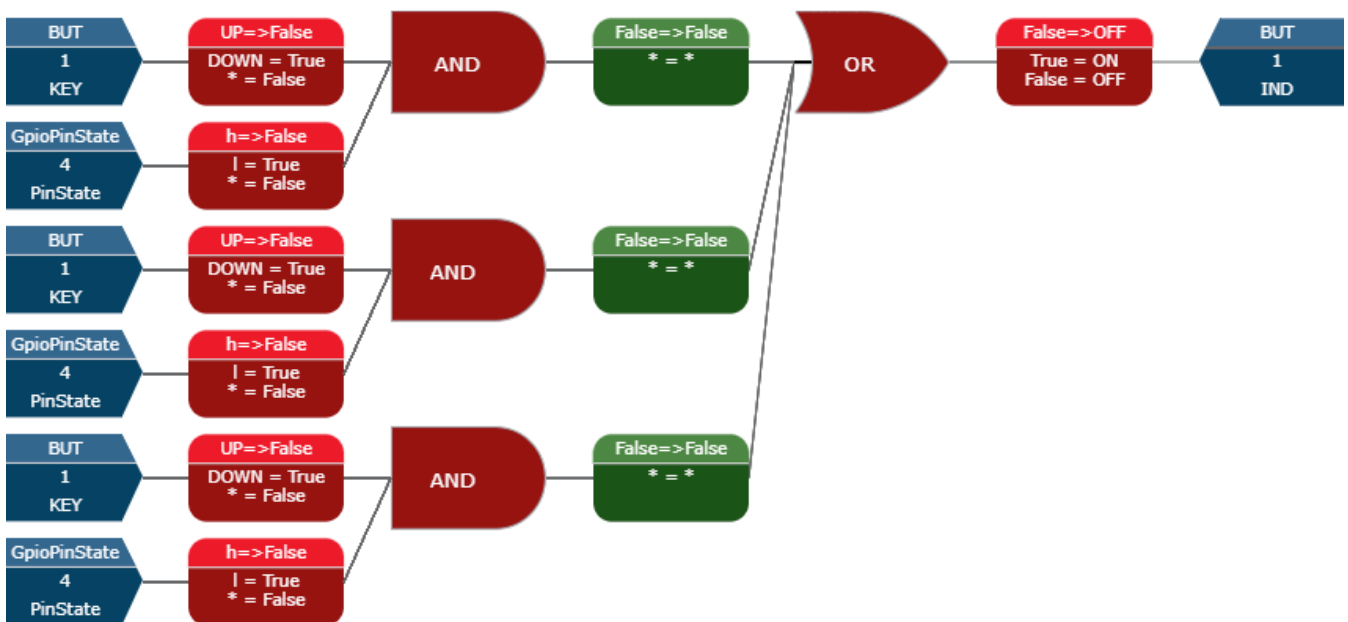 BUT
1
KEY
UP=>False
DOWN = True
* = False
AND
False=>False
* = *
OR
False=>OFF
True = ON
False = OFF
BUT
1
IND
GpioPinState
4
PinState
h=>False
l = True
* = False
BUT
1
KEY
UP=>False
DOWN = True
* = False
AND
False=>False
* = *
GpioPinState
4
PinState
h=>False
l = True
* = False
BUT
1
KEY
UP=>False
DOWN = True
* = False
AND
False=>False
* = *
GpioPinState
4
PinState
h=>False
l = True
* = False